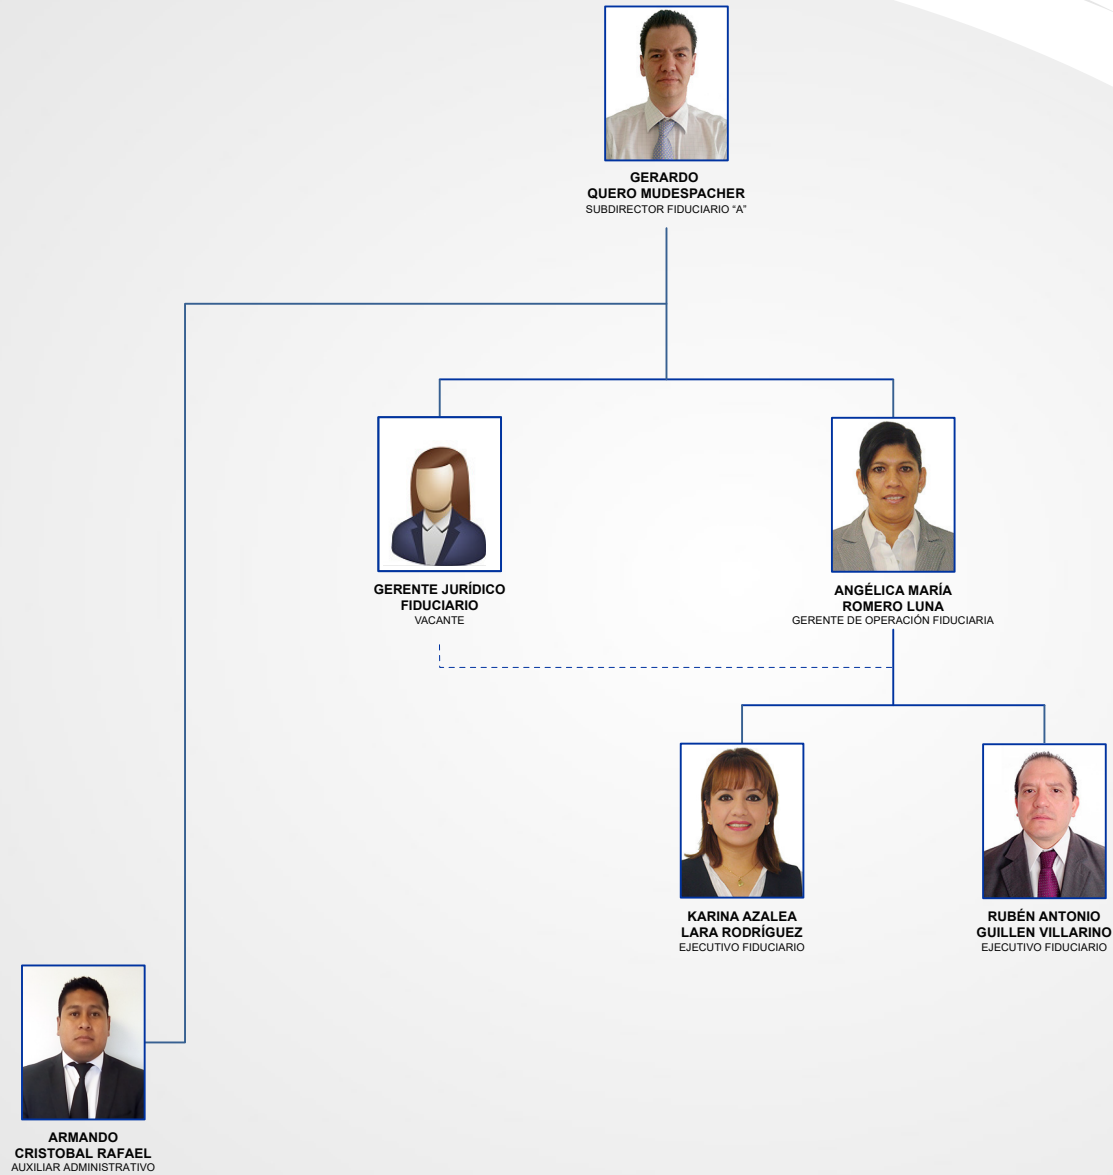 GERARDO
QUERO MUDESPACHER
SUBDIRECTOR FIDUCIARIO “A”
GERENTE JURÍDICO
FIDUCIARIO
VACANTE
ANGÉLICA MARÍA
ROMERO LUNA
GERENTE DE OPERACIÓN FIDUCIARIA
KARINA AZALEA
LARA RODRÍGUEZ
EJECUTIVO FIDUCIARIO
RUBÉN ANTONIO
GUILLEN VILLARINO
EJECUTIVO FIDUCIARIO
ARMANDO
CRISTOBAL RAFAEL
AUXILIAR ADMINISTRATIVO